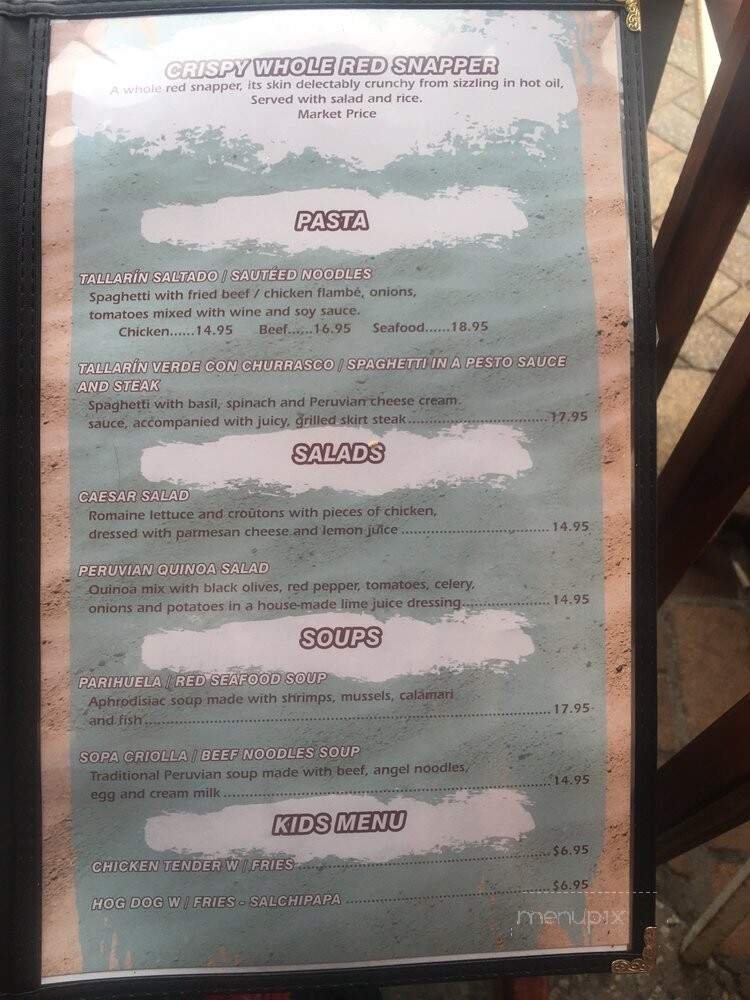 CRISPY WHOLE RED SNAPPER
A whole red snapper, its skin delectably crunchy from sizzling in hot oil,
Served with salad and rice.
Market Price
PASTA
TALLARÍN SALTADO / SAUTÉED NOODLES
Spaghetti with fried beef / chicken flambé, onions,
tomatoes mixed with wine and soy sauce.
Chicken......14.95 Beef......16.95 Seafood......18.95
TALLARÍN VERDE CON CHURRASCO / SPAGHETTI IN A PESTO SAUCE
AND STEAK
Spaghetti with basil, spinach and Peruvian cheese cream
sauce, accompanied with juicy, grilled skirt steak..............................17.95
SALADS
CAESAR SALAD
Romaine lettuce and croûtons with pieces of chicken,
dressed with parmesan cheese and lemon juice................................14.95
PERUVIAN QUINOA SALAD
Quinoa mix with black olives, red pepper, tomatoes, celery,
onions and potatoes in a house-made lime juice dressing...................14.95
SOUPS
PARIHUELA / RED SEAFOOD SOUP
Aphrodisiac soup made with shrimps, mussels, calamari
and fish..............................................................17.95
SOPA CRIOLLA / BEEF NOODLES SOUP
Traditional Peruvian soup made with beef, angel noodles,
egg and cream milk..............................................................14.95
KIDS MENU
CHICKEN TENDER W / FRIES..................................................$6.95
HOG DOG W / FRIES - SALCHIPAPA........................................$6.95
menupix